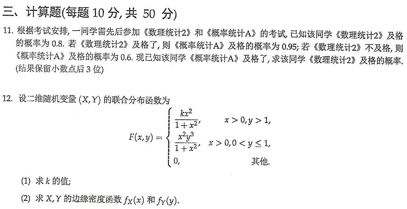 三、计算题(每题 10 分, 共 50 分)
11. 根据考试安排, 一同学需先后参加《数理统计2》和《概率统计A》的考试, 已知该同学《数理统计2》及格
的概率为 0.8. 若《数理统计2》及格了, 则《概率统计A》及格的概率为 0.95; 若《数理统计2》不及格, 则
《概率统计A》及格的概率为 0.6. 现已知该同学《概率统计A》及格了, 求该同学《数理统计2》及格的概率.
(结果保留小数点后 3 位)
12. 设二维随机变量 (X, Y) 的联合分布函数为
F(x, y) = { kx²/(1 + x²), x > 0, y > 1,
x²y³/(1 + x²), x > 0, 0 < y ≤ 1,
0, 其他.
(1) 求 k 的值;
(2) 求 X, Y 的边缘密度函数 f_X(x) 和 f_Y(y).